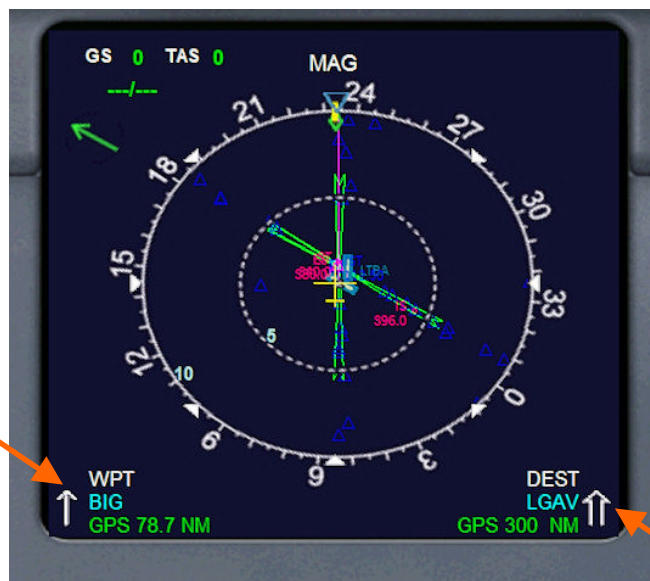 GS 0 TAS 0
---/---
MAG
24
27
30
33
0
3
6
9
12
15
18
21
LTBA
S96.0
5
10
WPT
BIG
GPS 78.7 NM
DEST
LGAV
GPS 300 NM